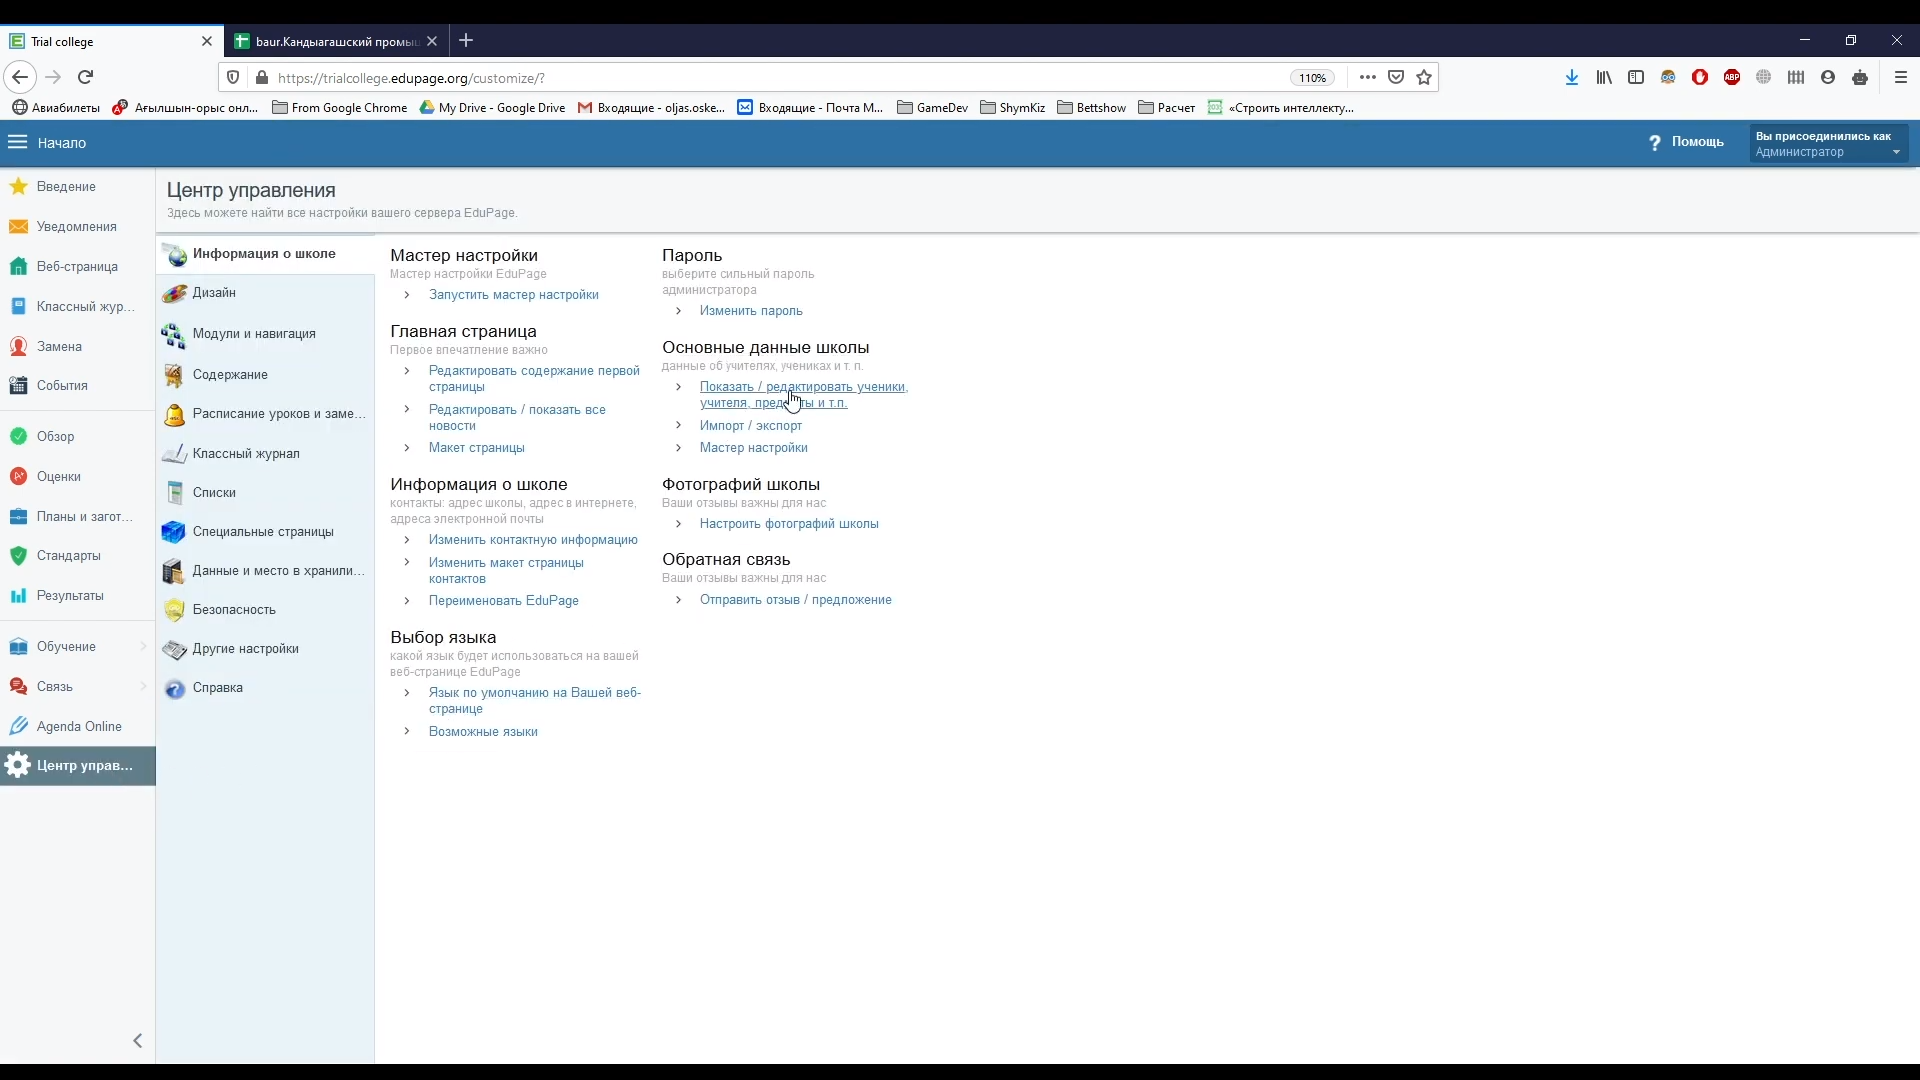 Trial college
baur.Кандыагашский промыш
https://trialcollege.edupage.org/customize/?
110%
Авиабилеты
Ағылшын-орыс онл...
From Google Chrome
My Drive - Google Drive
Входящие - oljas.oske...
Входящие - Почта M...
GameDev
ShymKiz
Bettshow
Расчет
«Строить интеллекту...
Начало
Помощь
Вы присоединились как
Администратор
Введение
Уведомления
Веб-страница
Классный жур...
Замена
События
Обзор
Оценки
Планы и загот...
Стандарты
Результаты
Обучение
Связь
Agenda Online
Центр управ...
Центр управления
Здесь можете найти все настройки вашего сервера EduPage.
Информация о школе
Дизайн
Модули и навигация
Содержание
Расписание уроков и заме...
Классный журнал
Списки
Специальные страницы
Данные и место в хранили...
Безопасность
Другие настройки
Справка
Мастер настройки
Мастер настройки EduPage
Запустить мастер настройки
Главная страница
Первое впечатление важно
Редактировать содержание первой
страницы
Редактировать / показать все
новости
Макет страницы
Информация о школе
контакты: адрес школы, адрес в интернете,
адреса электронной почты
Изменить контактную информацию
Изменить макет страницы
контактов
Переименовать EduPage
Выбор языка
какой язык будет использоваться на вашей
веб-странице EduPage
Язык по умолчанию на Вашей веб-
странице
Возможные языки
Пароль
выберите сильный пароль
администратора
Изменить пароль
Основные данные школы
данные об учителях, учениках и т. п.
Показать / редактировать ученики,
учителя, предметы и т.п.
Импорт / экспорт
Мастер настройки
Фотографий школы
Ваши отзывы важны для нас
Настроить фотографий школы
Обратная связь
Ваши отзывы важны для нас
Отправить отзыв / предложение